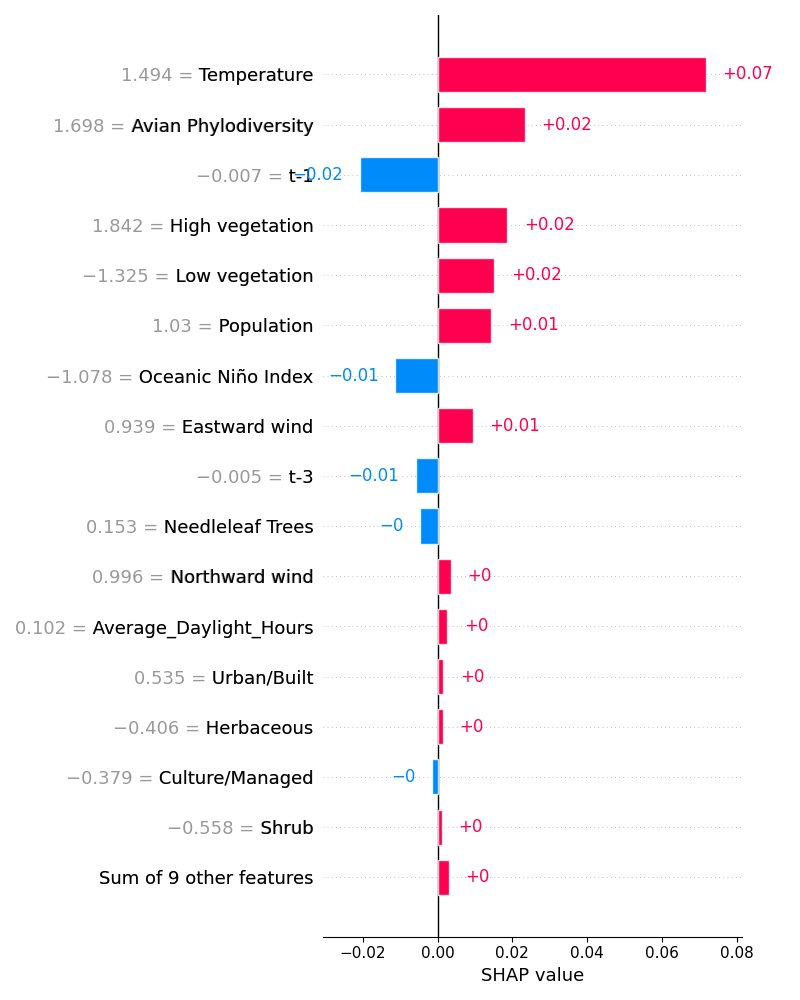 1.494 = Temperature +0.07
1.698 = Avian Phylodiversity +0.02
−0.007 = t-1 −0.02
1.842 = High vegetation +0.02
−1.325 = Low vegetation +0.02
1.03 = Population +0.01
−1.078 = Oceanic Niño Index −0.01
0.939 = Eastward wind +0.01
−0.005 = t-3 −0.01
0.153 = Needleleaf Trees −0
0.996 = Northward wind +0
0.102 = Average_Daylight_Hours +0
0.535 = Urban/Built +0
−0.406 = Herbaceous +0
−0.379 = Culture/Managed −0
−0.558 = Shrub +0
Sum of 9 other features +0
−0.02 0.00 0.02 0.04 0.06 0.08
SHAP value